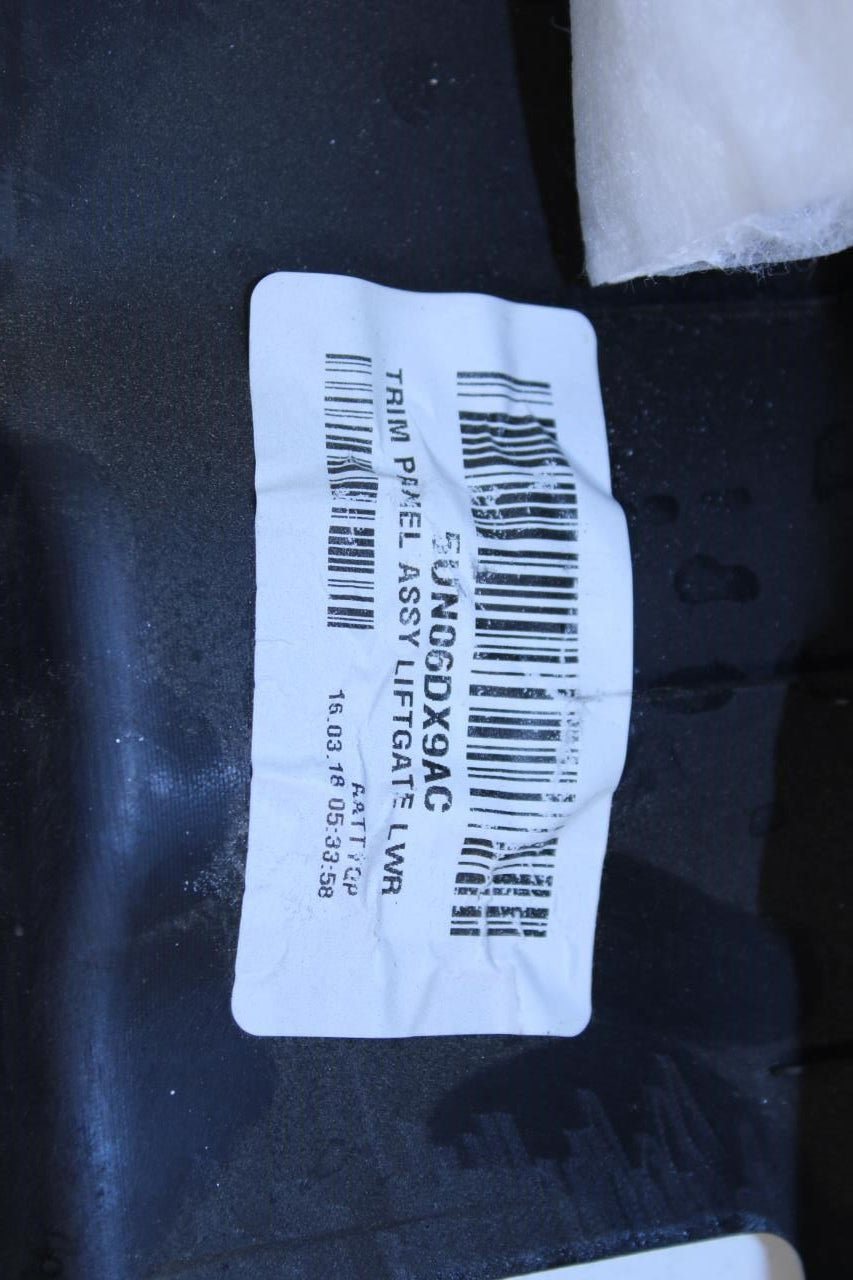 5UN06DX9AC
TRIM PANEL ASSY LIFTGATE LWR
16.03.18 05:33:58